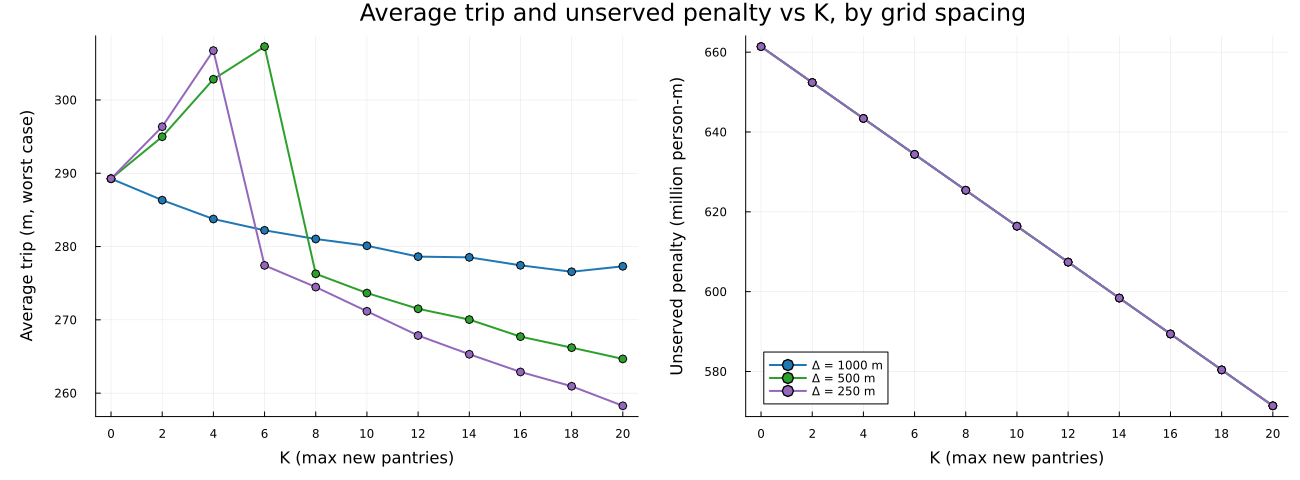 Average trip and unserved penalty vs K, by grid spacing
Average trip (m, worst case)
300
290
280
270
260
0 2 4 6 8 10 12 14 16 18 20
K (max new pantries)
Unserved penalty (million person-m)
660
640
620
600
580
Δ = 1000 m
Δ = 500 m
Δ = 250 m
0 2 4 6 8 10 12 14 16 18 20
K (max new pantries)